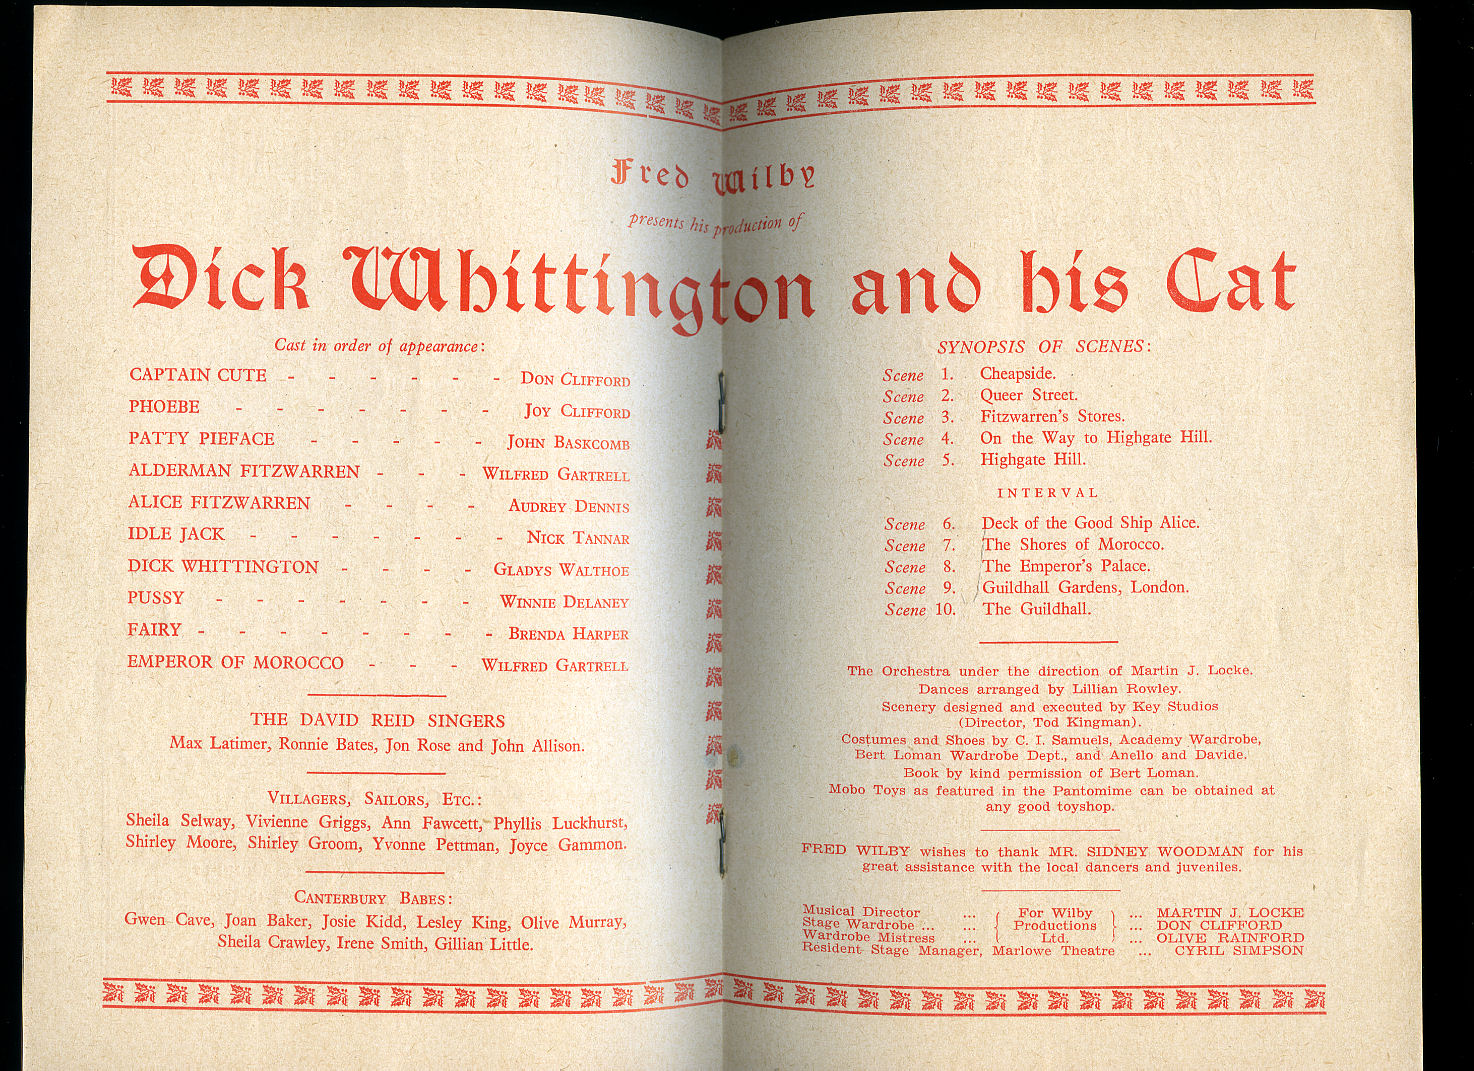 Fred Wilby
presents his production of
Dick Whittington and his Cat
Cast in order of appearance:
CAPTAIN CUTE - - - - - - DON CLIFFORD
PHOEBE - - - - - - - JOY CLIFFORD
PATTY PIEFACE - - - - - JOHN BASKCOMB
ALDERMAN FITZWARREN - - - WILFRED GARTRELL
ALICE FITZWARREN - - - - AUDREY DENNIS
IDLE JACK - - - - - - - NICK TANNAR
DICK WHITTINGTON - - - - GLADYS WALTHOE
PUSSY - - - - - - - WINNIE DELANEY
FAIRY - - - - - - - - BRENDA HARPER
EMPEROR OF MOROCCO - - - WILFRED GARTRELL
THE DAVID REID SINGERS
Max Latimer, Ronnie Bates, Jon Rose and John Allison.
VILLAGERS, SAILORS, ETC.:
Sheila Selway, Vivienne Griggs, Ann Fawcett, Phyllis Luckhurst,
Shirley Moore, Shirley Groom, Yvonne Pettman, Joyce Gammon.
CANTERBURY BABES:
Gwen Cave, Joan Baker, Josie Kidd, Lesley King, Olive Murray,
Sheila Crawley, Irene Smith, Gillian Little.
SYNOPSIS OF SCENES:
Scene 1. Cheapside.
Scene 2. Queer Street.
Scene 3. Fitzwarren's Stores.
Scene 4. On the Way to Highgate Hill.
Scene 5. Highgate Hill.
INTERVAL
Scene 6. Deck of the Good Ship Alice.
Scene 7. The Shores of Morocco.
Scene 8. The Emperor's Palace.
Scene 9. Guildhall Gardens, London.
Scene 10. The Guildhall.
The Orchestra under the direction of Martin J. Locke.
Dances arranged by Lillian Rowley.
Scenery designed and executed by Key Studios
(Director, Tod Kingman).
Costumes and Shoes by C. I. Samuels, Academy Wardrobe,
Bert Loman Wardrobe Dept., and Anello and Davide.
Book by kind permission of Bert Loman.
Mobo Toys as featured in the Pantomime can be obtained at
any good toyshop.
FRED WILBY wishes to thank MR. SIDNEY WOODMAN for his
great assistance with the local dancers and juveniles.
Musical Director ... { For Wilby } ... MARTIN J. LOCKE
Stage Wardrobe ... ... { Productions } ... DON CLIFFORD
Wardrobe Mistress ... { Ltd. } ... OLIVE RAINFORD
Resident Stage Manager, Marlowe Theatre ... CYRIL SIMPSON